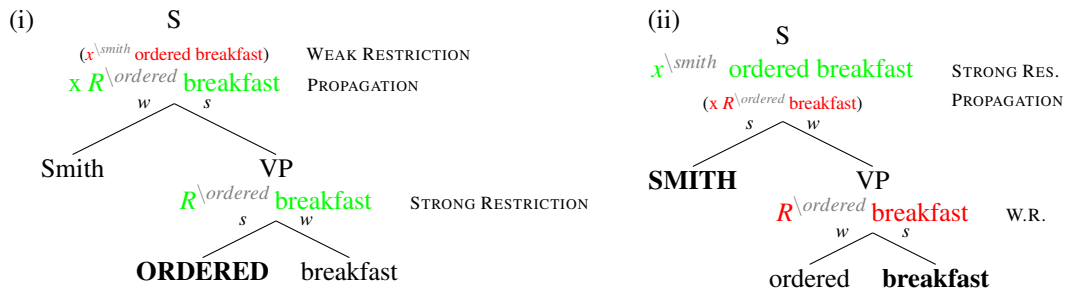 (i) S
(x\smith ordered breakfast) WEAK RESTRICTION
x R\ordered breakfast PROPAGATION
w s
Smith VP
R\ordered breakfast STRONG RESTRICTION
s w
ORDERED breakfast
(ii) S
x\smith ordered breakfast STRONG RES.
(x R\ordered breakfast) PROPAGATION
s w
SMITH VP
R\ordered breakfast W.R.
w s
ordered breakfast